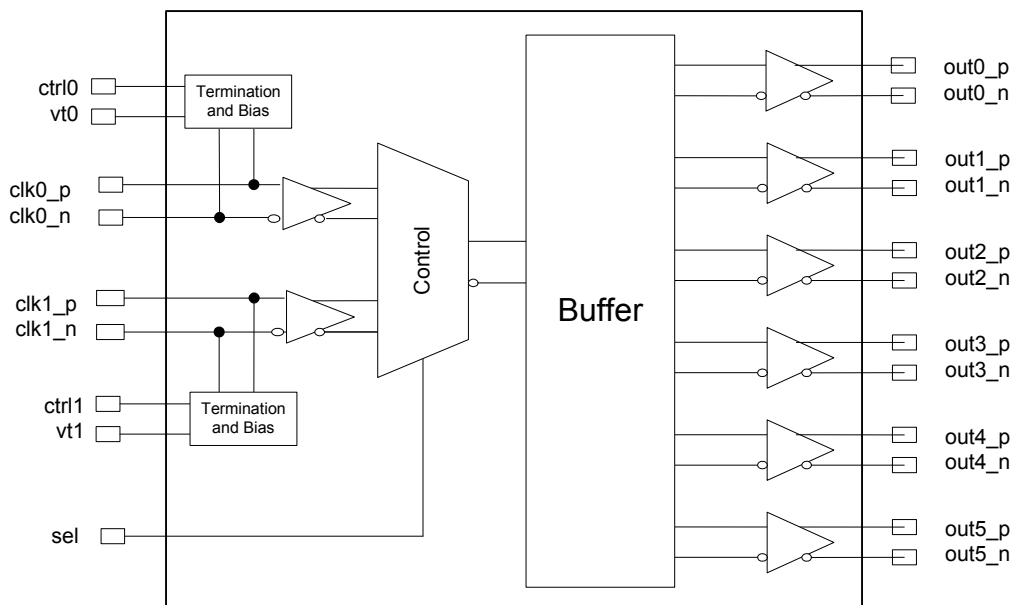 ctrl0
vt0
Termination
and Bias
clk0_p
clk0_n
clk1_p
clk1_n
ctrl1
vt1
Termination
and Bias
sel
Control
Buffer
out0_p
out0_n
out1_p
out1_n
out2_p
out2_n
out3_p
out3_n
out4_p
out4_n
out5_p
out5_n